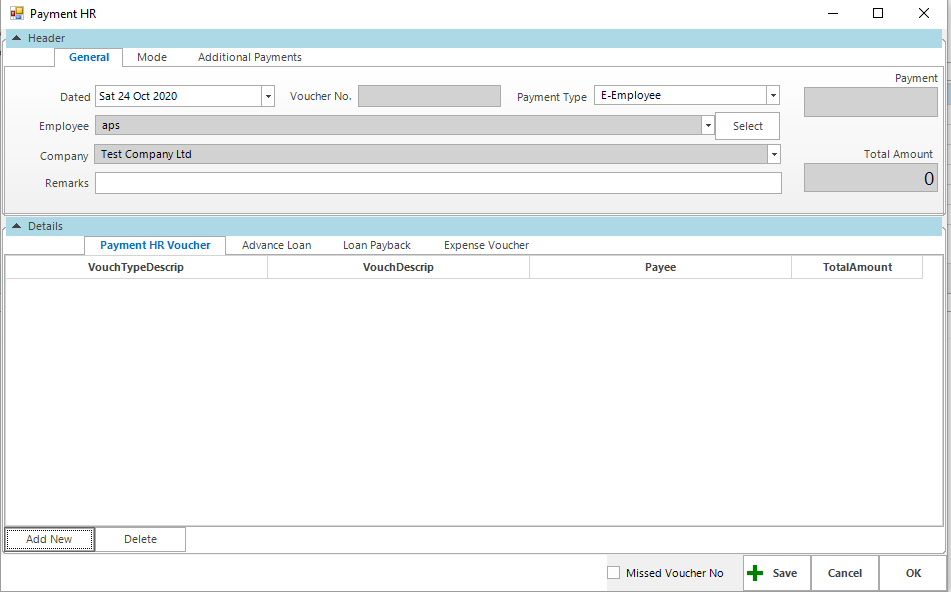 Payment HR
Header
General Mode Additional Payments
Payment
Dated Sat 24 Oct 2020 Voucher No. Payment Type E-Employee
Employee aps Select
Company Test Company Ltd Total Amount
Remarks 0
Details
Payment HR Voucher Advance Loan Loan Payback Expense Voucher
VouchTypeDescrip VouchDescrip Payee TotalAmount
Add New Delete
Missed Voucher No Save Cancel OK